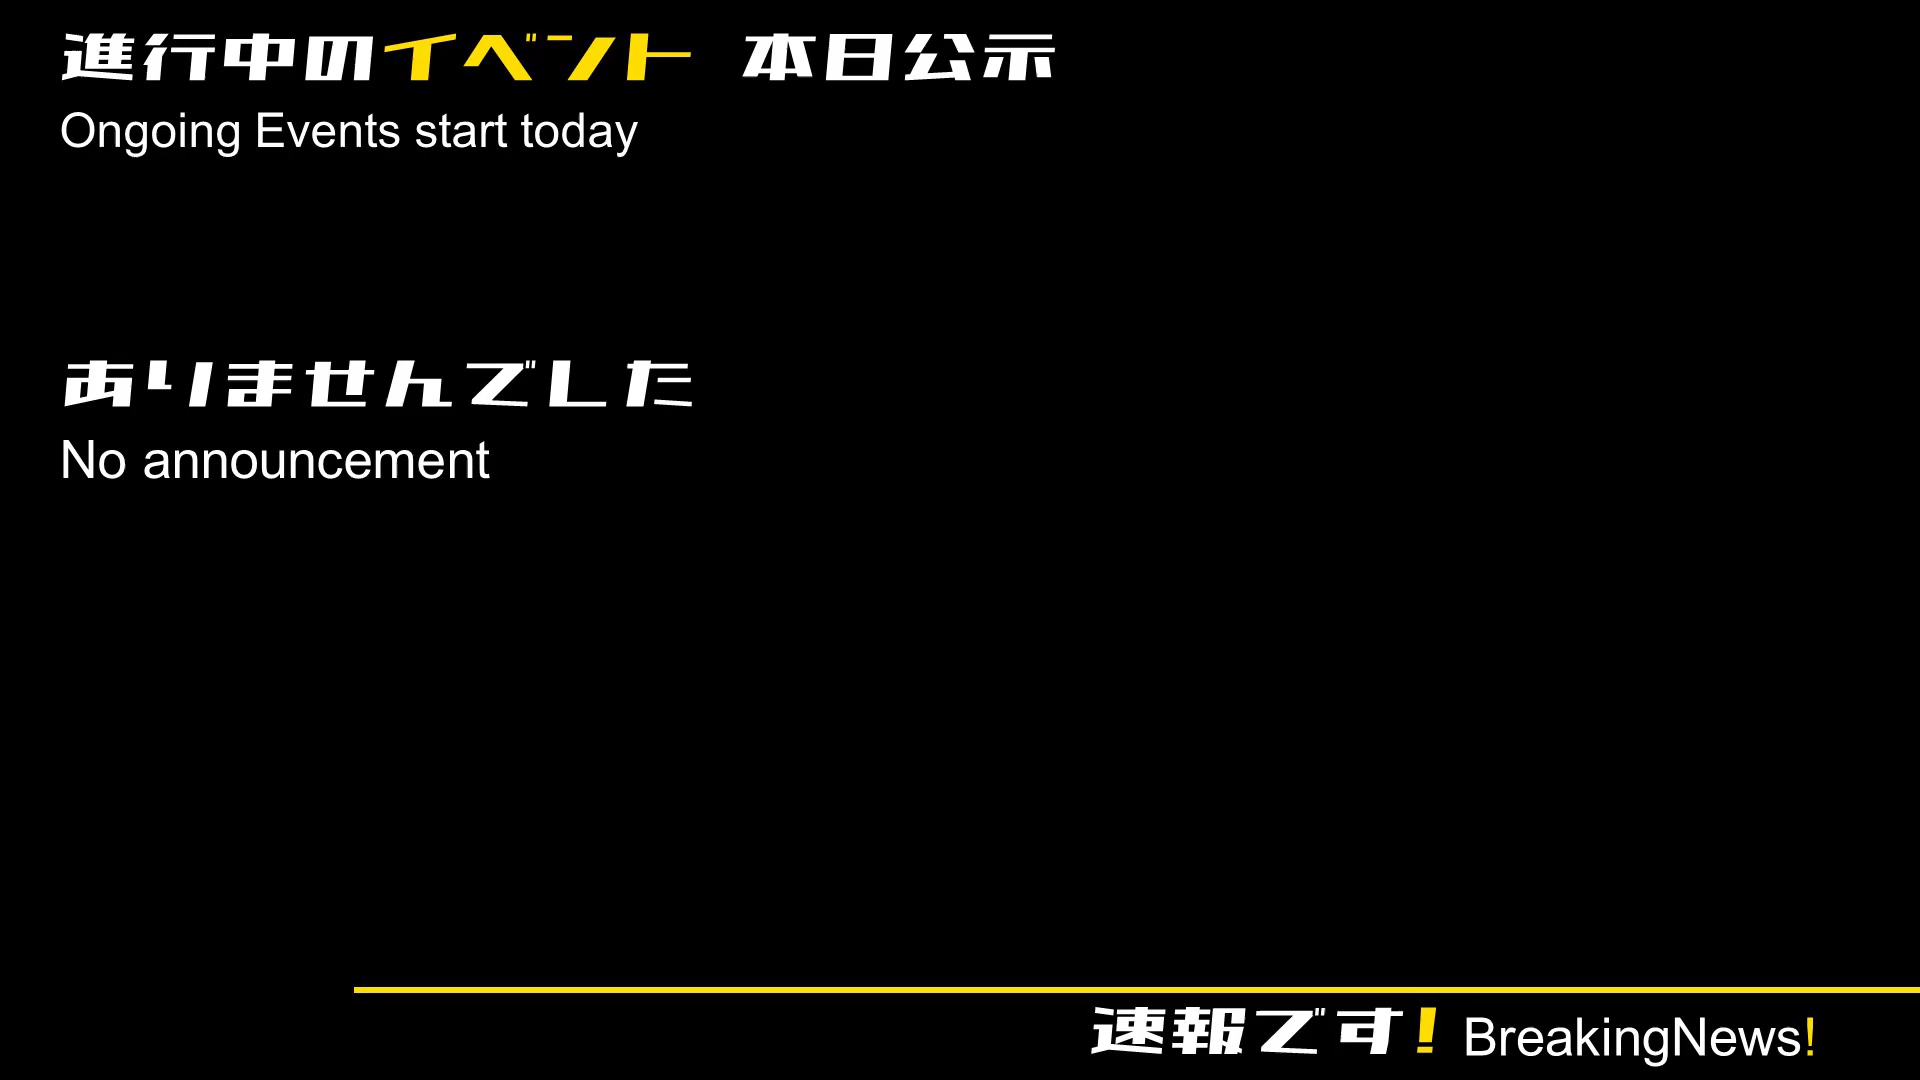 進行中のイベント 本日公示
Ongoing Events start today
ありませんでした
No announcement
速報です! BreakingNews!